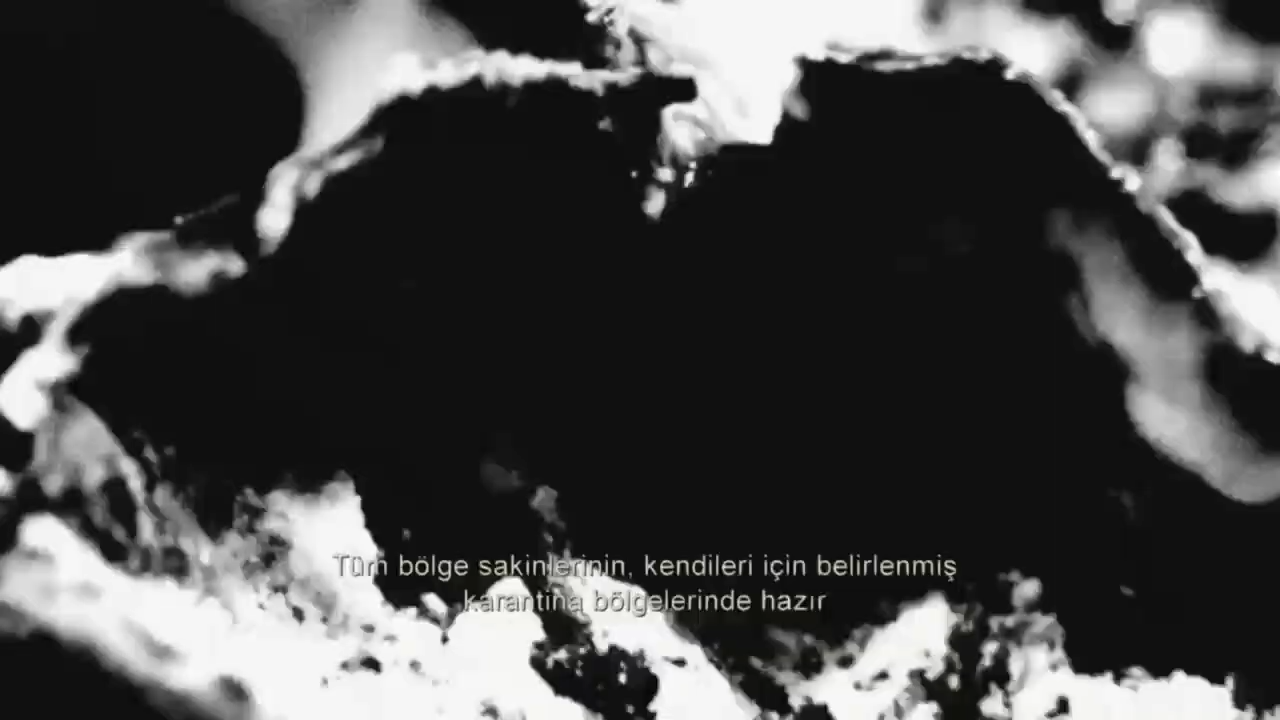 Tüm bölge sakinlerinin, kendileri için belirlenmiş
karantina bölgelerinde hazır